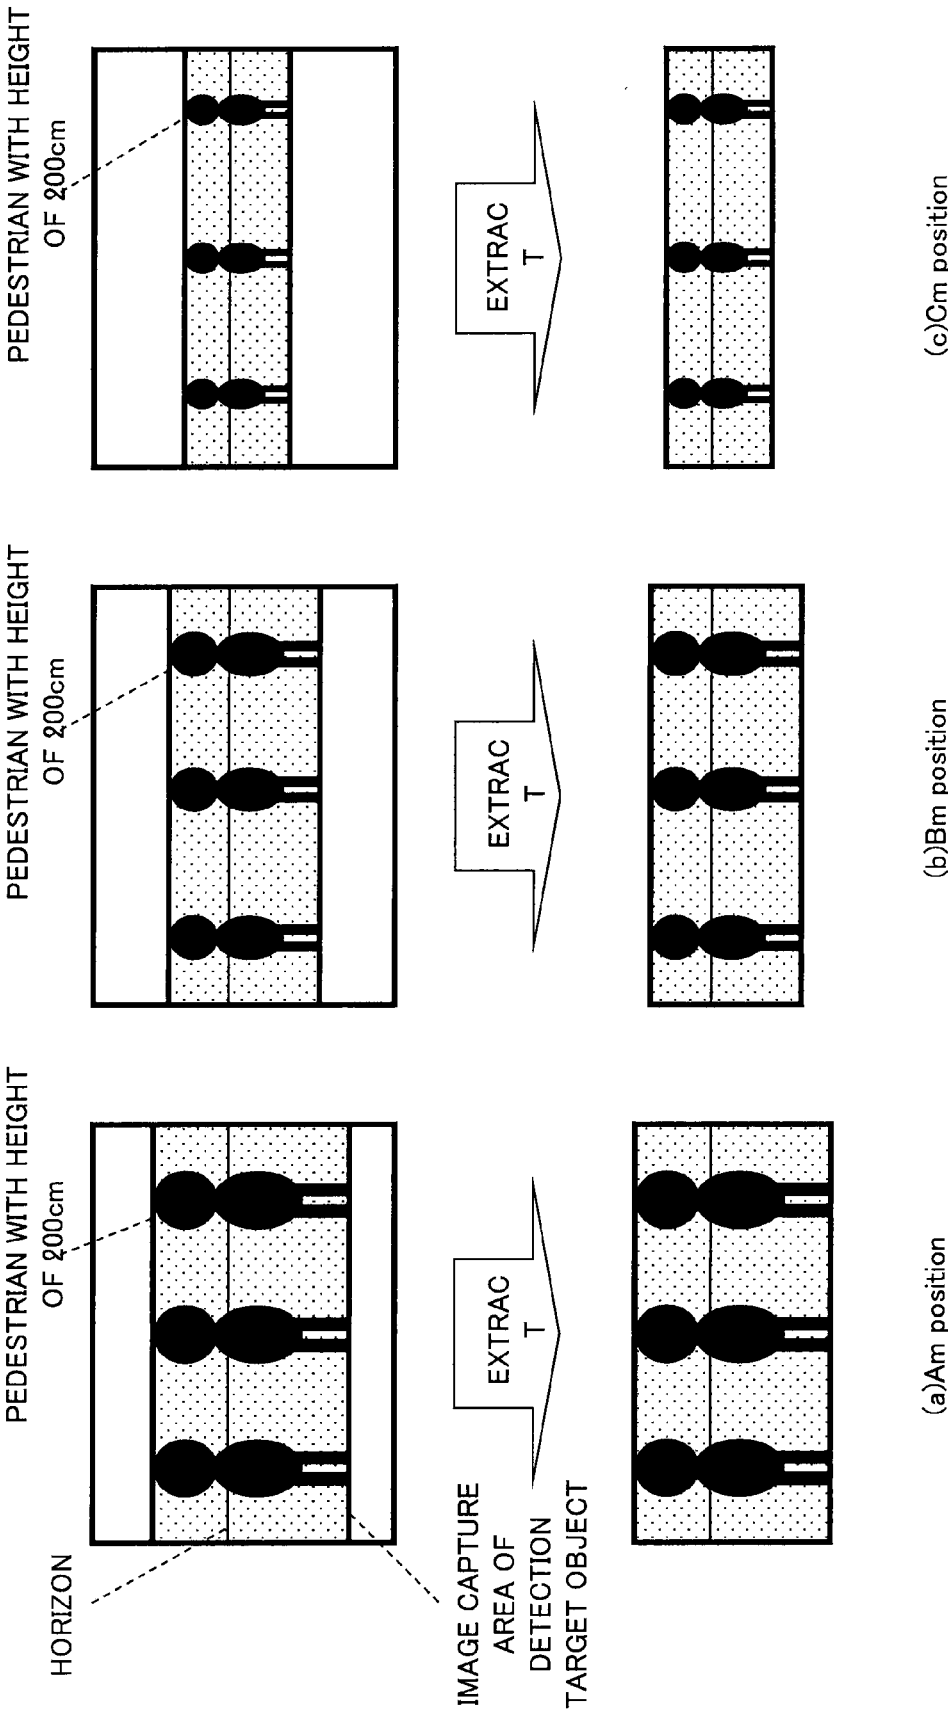 PEDESTRIAN WITH HEIGHT
OF 200cm
PEDESTRIAN WITH HEIGHT
OF 200cm
PEDESTRIAN WITH HEIGHT
OF 200cm
HORIZON
IMAGE CAPTURE
AREA OF
DETECTION
TARGET OBJECT
EXTRAC
T
EXTRAC
T
EXTRAC
T
(a)Am position
(b)Bm position
(c)Cm position